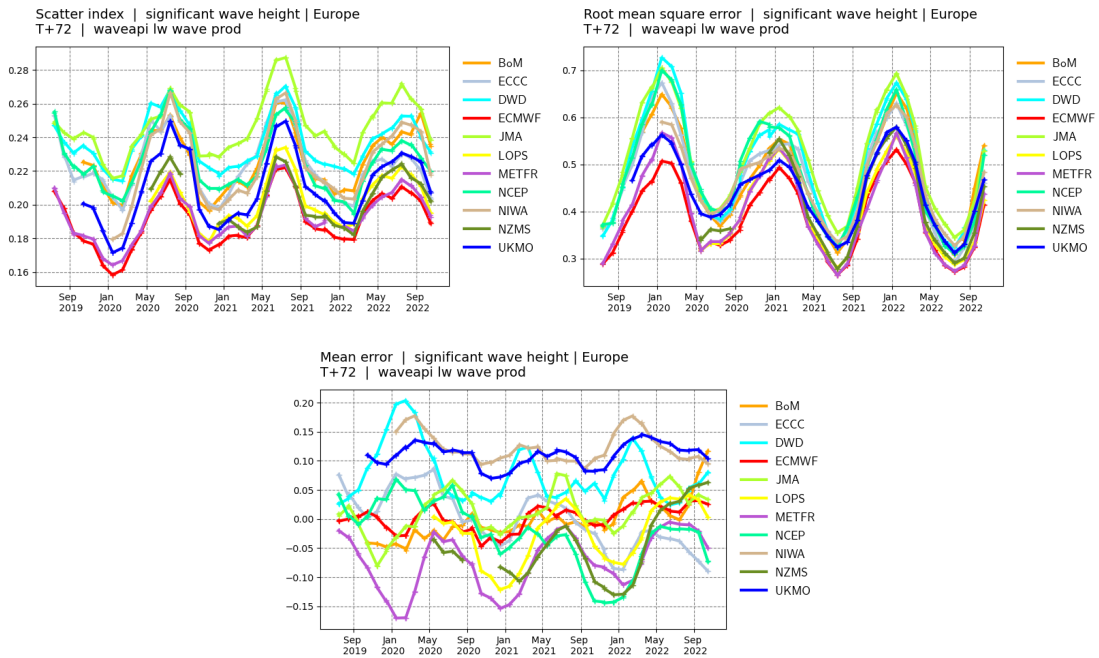 Scatter index | significant wave height | Europe
T+72 | waveapi lw wave prod
0.28
0.26
0.24
0.22
0.20
0.18
0.16
Sep 2019
Jan 2020
May 2020
Sep 2020
Jan 2021
May 2021
Sep 2021
Jan 2022
May 2022
Sep 2022
BoM
ECCC
DWD
ECMWF
JMA
LOPS
METFR
NCEP
NIWA
NZMS
UKMO
Root mean square error | significant wave height | Europe
T+72 | waveapi lw wave prod
0.7
0.6
0.5
0.4
0.3
Sep 2019
Jan 2020
May 2020
Sep 2020
Jan 2021
May 2021
Sep 2021
Jan 2022
May 2022
Sep 2022
BoM
ECCC
DWD
ECMWF
JMA
LOPS
METFR
NCEP
NIWA
NZMS
UKMO
Mean error | significant wave height | Europe
T+72 | waveapi lw wave prod
0.20
0.15
0.10
0.05
0.00
−0.05
−0.10
−0.15
Sep 2019
Jan 2020
May 2020
Sep 2020
Jan 2021
May 2021
Sep 2021
Jan 2022
May 2022
Sep 2022
BoM
ECCC
DWD
ECMWF
JMA
LOPS
METFR
NCEP
NIWA
NZMS
UKMO